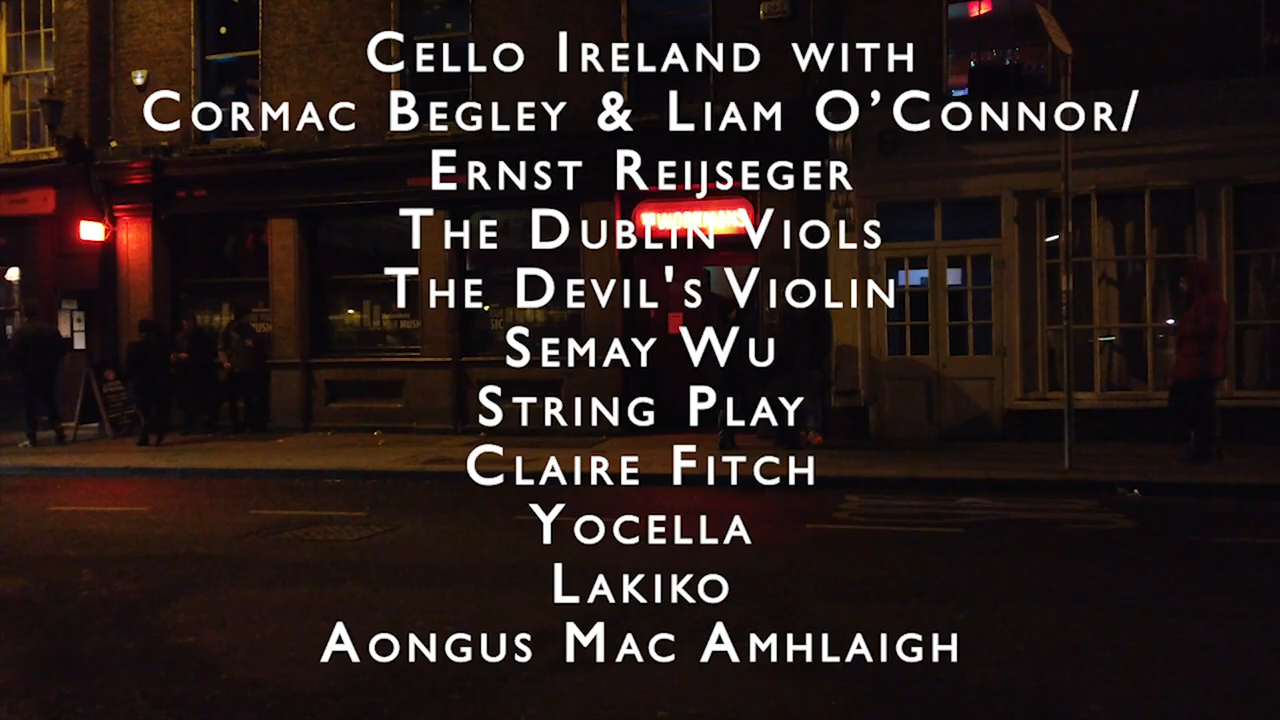 Cello Ireland with
Cormac Begley & Liam O'Connor/
Ernst Reijseger
The Dublin Viols
The Devil's Violin
Semay Wu
String Play
Claire Fitch
Yocella
Lakiko
Aongus Mac Amhlaigh